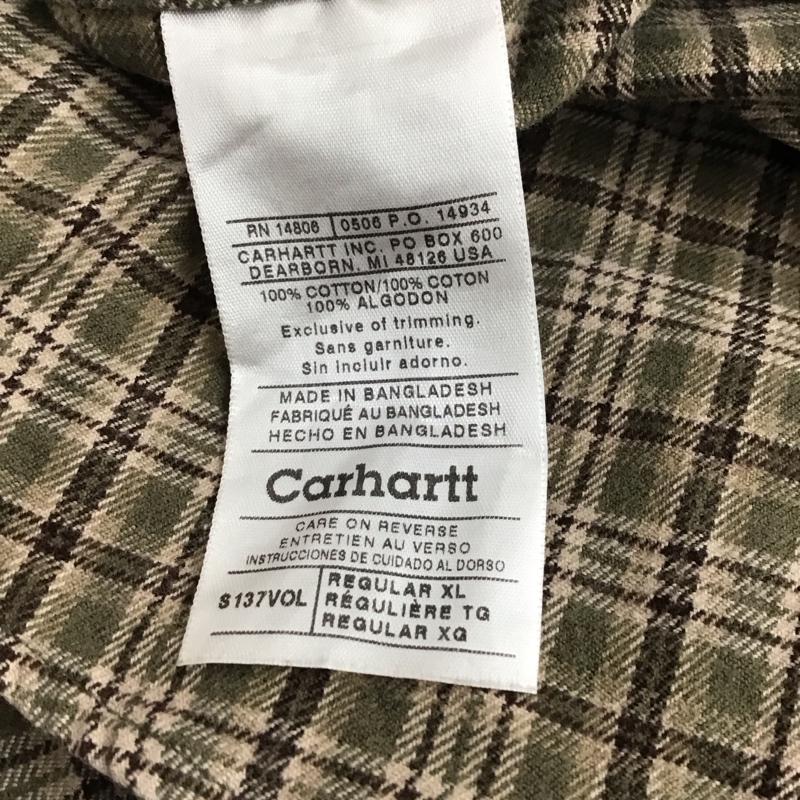 RN 14806 0506 P.O. 14934
CARHARTT INC. PO BOX 600
DEARBORN, MI 48126 USA
100% COTTON/100% COTON
100% ALGODON
Exclusive of trimming.
Sans garniture.
Sin incluir adorno.
MADE IN BANGLADESH
FABRIQUÉ AU BANGLADESH
HECHO EN BANGLADESH
Carhartt
CARE ON REVERSE
ENTRETIEN AU VERSO
INSTRUCCIONES DE CUIDADO AL DORSO
S137VOL
REGULAR XL
RÉGULIÈRE TG
REGULAR XG